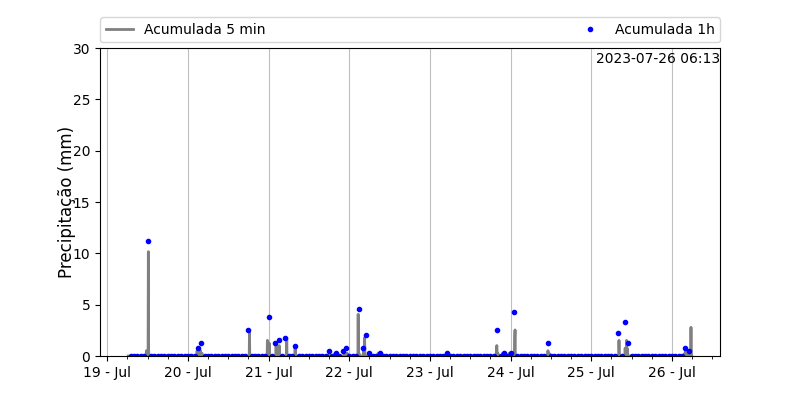 Acumulada 5 min
Acumulada 1h
2023-07-26 06:13
Precipitação (mm)
30
25
20
15
10
5
0
19 - Jul
20 - Jul
21 - Jul
22 - Jul
23 - Jul
24 - Jul
25 - Jul
26 - Jul